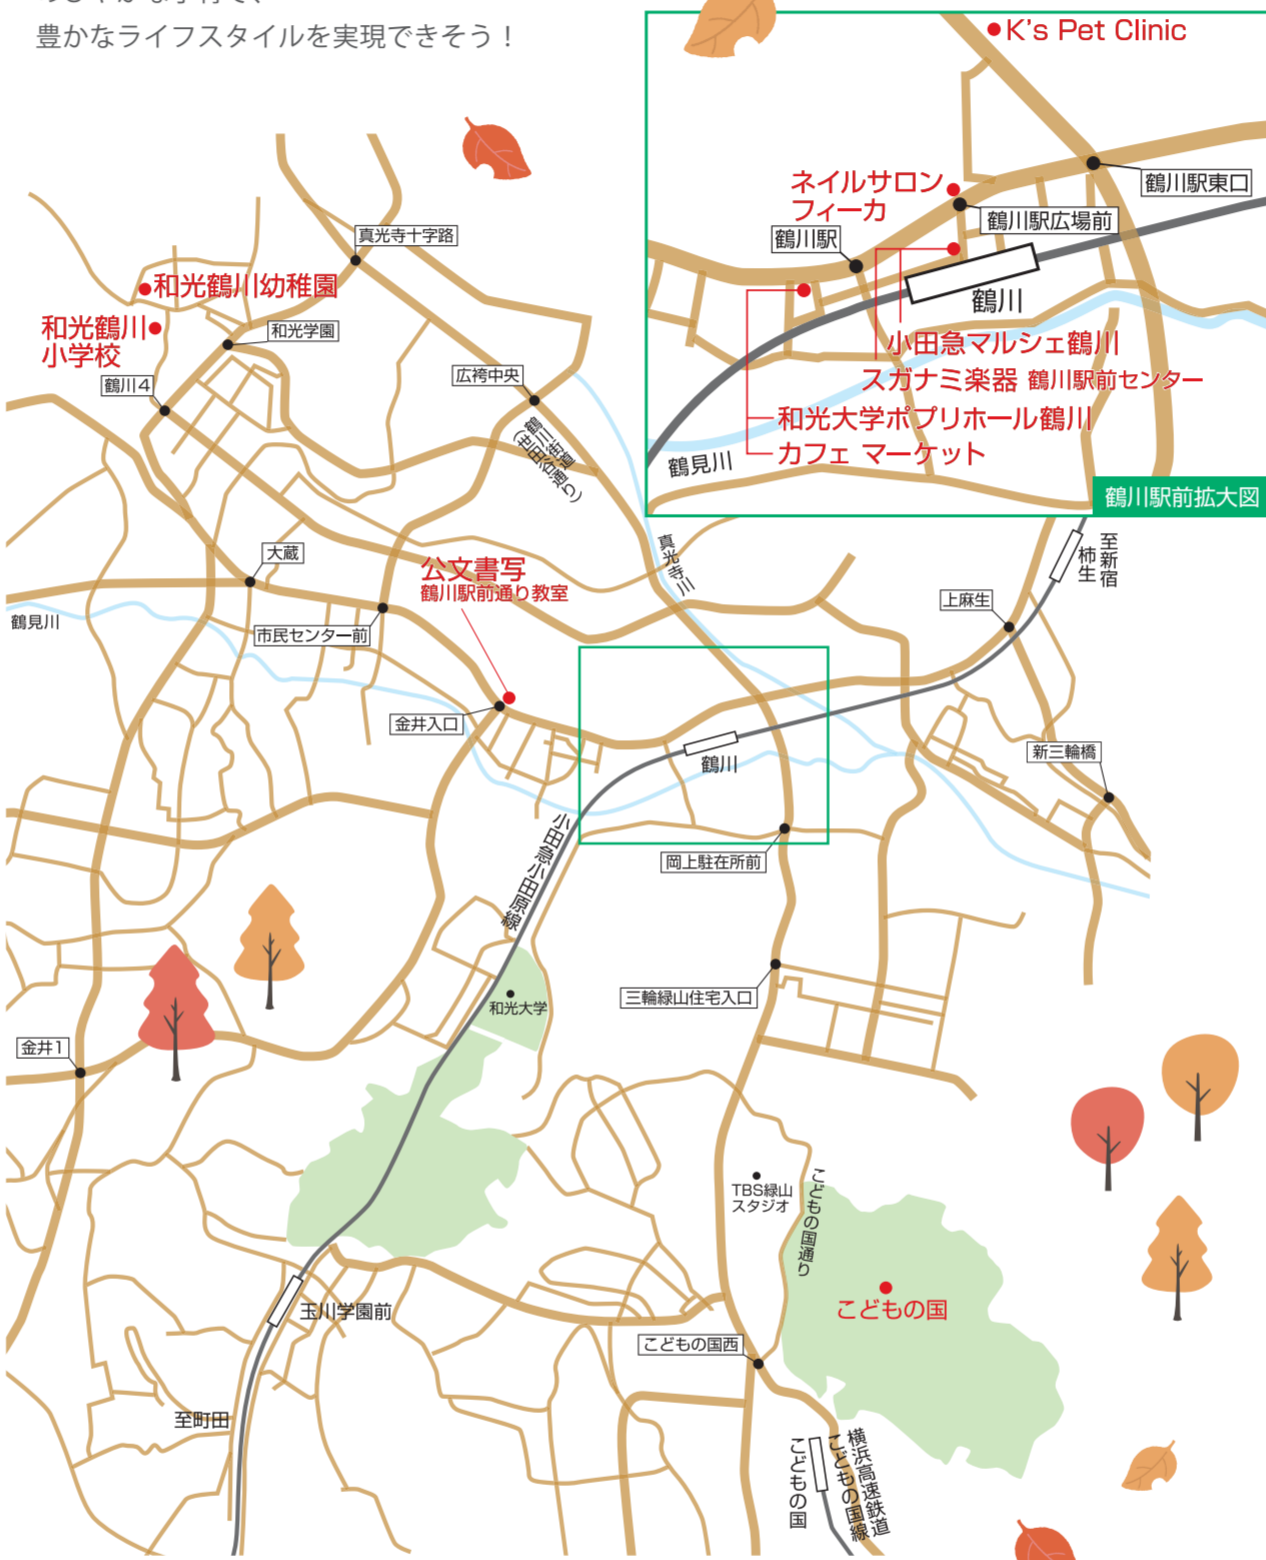 豊かなライフスタイルを実現できそう！
K's Pet Clinic
鶴川駅東口
ネイルサロン
フィーカ
鶴川駅広場前
鶴川駅
鶴川
小田急マルシェ鶴川
スガナミ楽器 鶴川駅前センター
和光大学ポプリホール鶴川
カフェ マーケット
鶴見川
鶴川駅前拡大図
真光寺十字路
和光鶴川幼稚園
和光鶴川
小学校
和光学園
鶴川4
広袴中央
鶴川街道
(世田谷通り)
大蔵
公文書写
鶴川駅前通り教室
真光寺川
至新宿
柿生
上麻生
鶴見川
市民センター前
金井入口
鶴川
新三輪橋
小田急小田原線
岡上駐在所前
和光大学
三輪緑山住宅入口
金井1
TBS緑山
スタジオ
こどもの国通り
こどもの国
玉川学園前
こどもの国西
至町田
こどもの国
横浜高速鉄道
こどもの国線